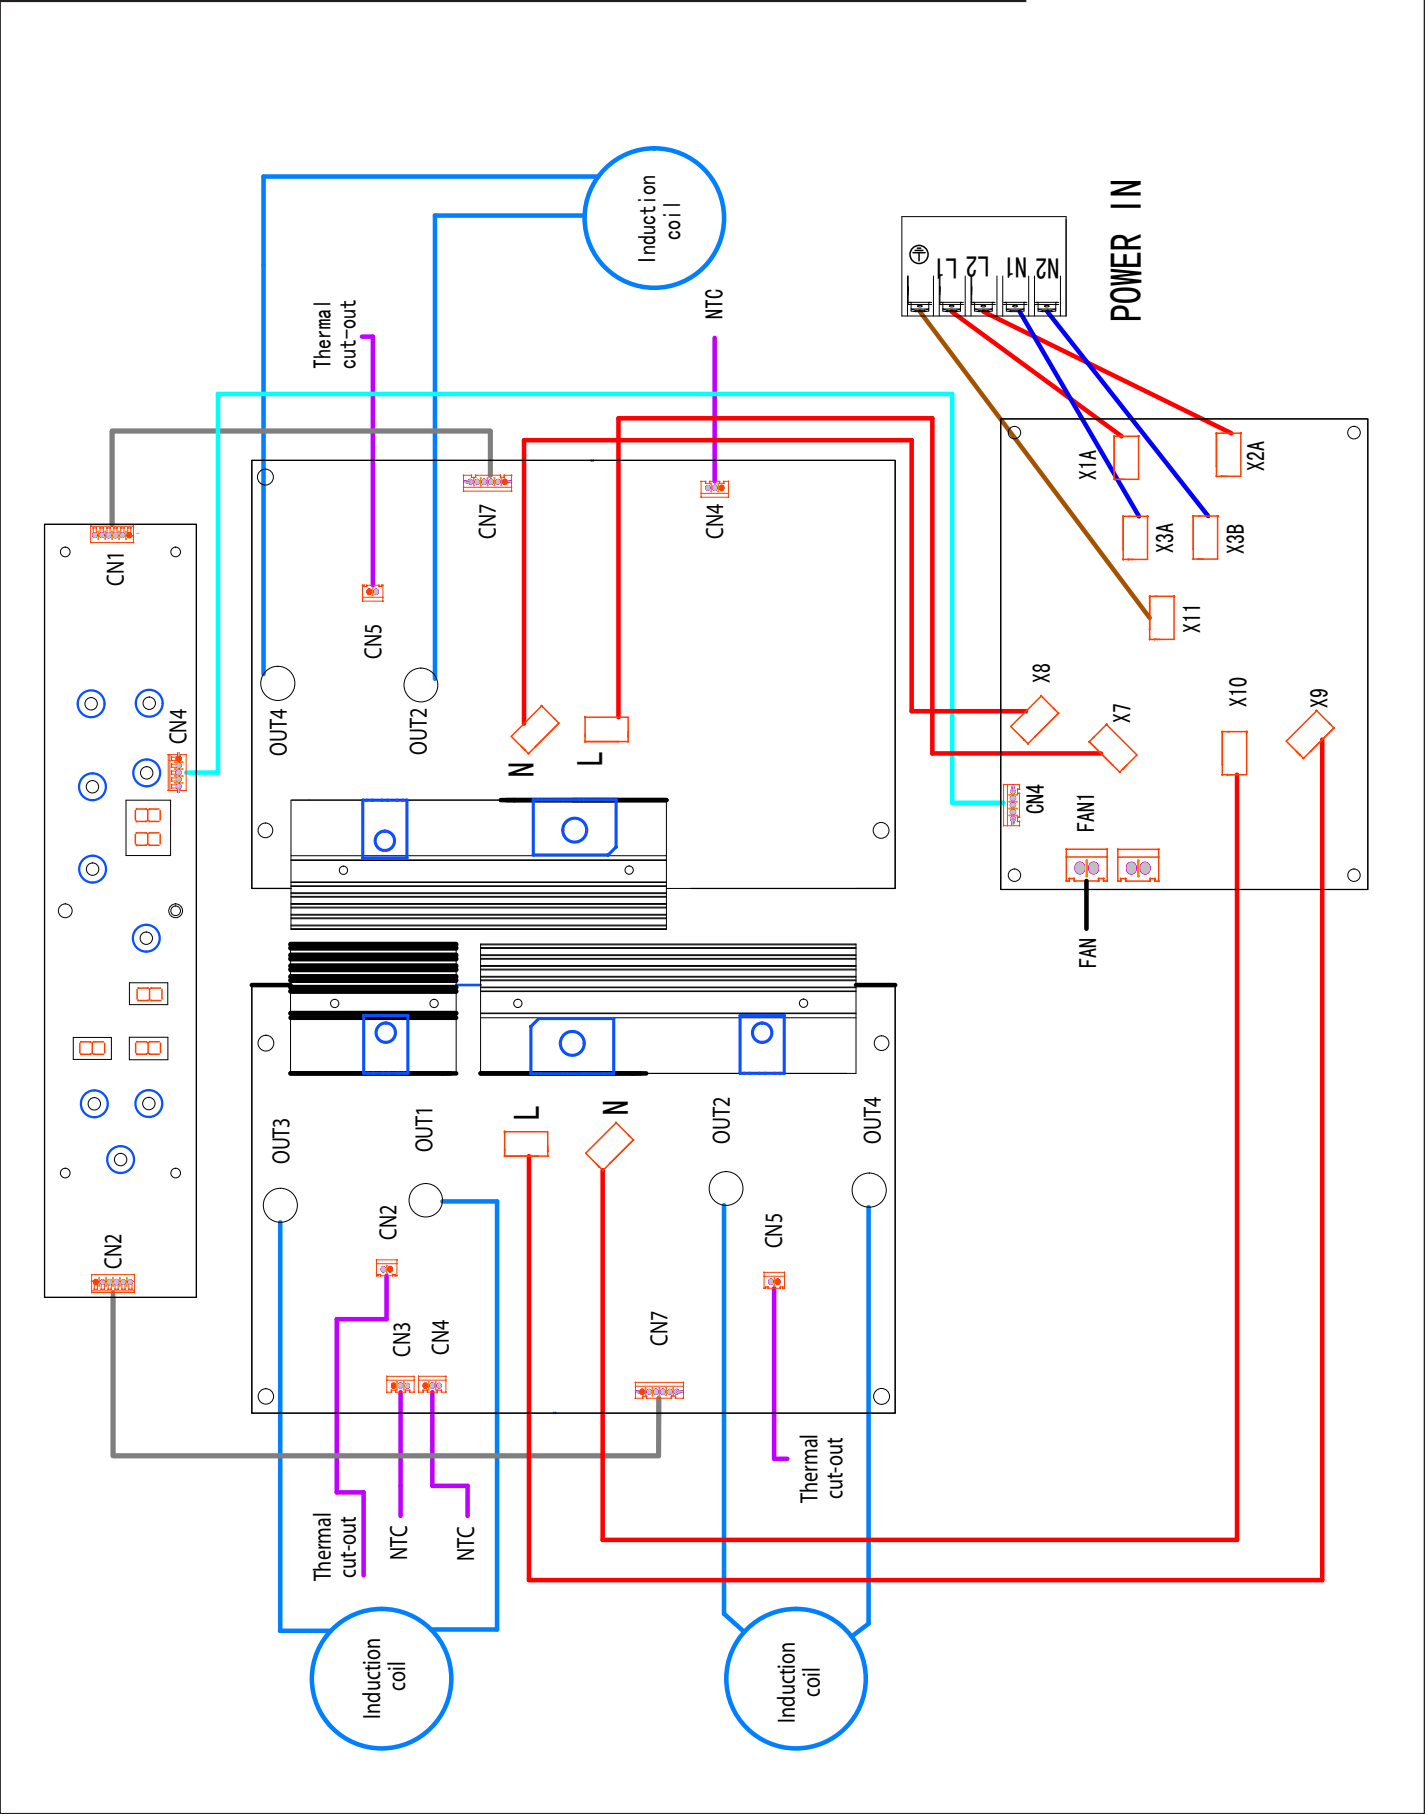 Induction
coil
POWER IN
L1
L2
N1
N2
Thermal
cut-out
NTC
CN1
CN7
CN4
CN5
OUT4
OUT2
N
L
CN4
X1A
X2A
X3A
X3B
X11
X8
X7
X10
X9
CN4
FAN1
FAN
OUT3
OUT1
L
N
OUT2
OUT4
CN2
CN2
CN3
CN4
CN5
CN7
Thermal
cut-out
NTC
NTC
Thermal
cut-out
Induction
coil
Induction
coil